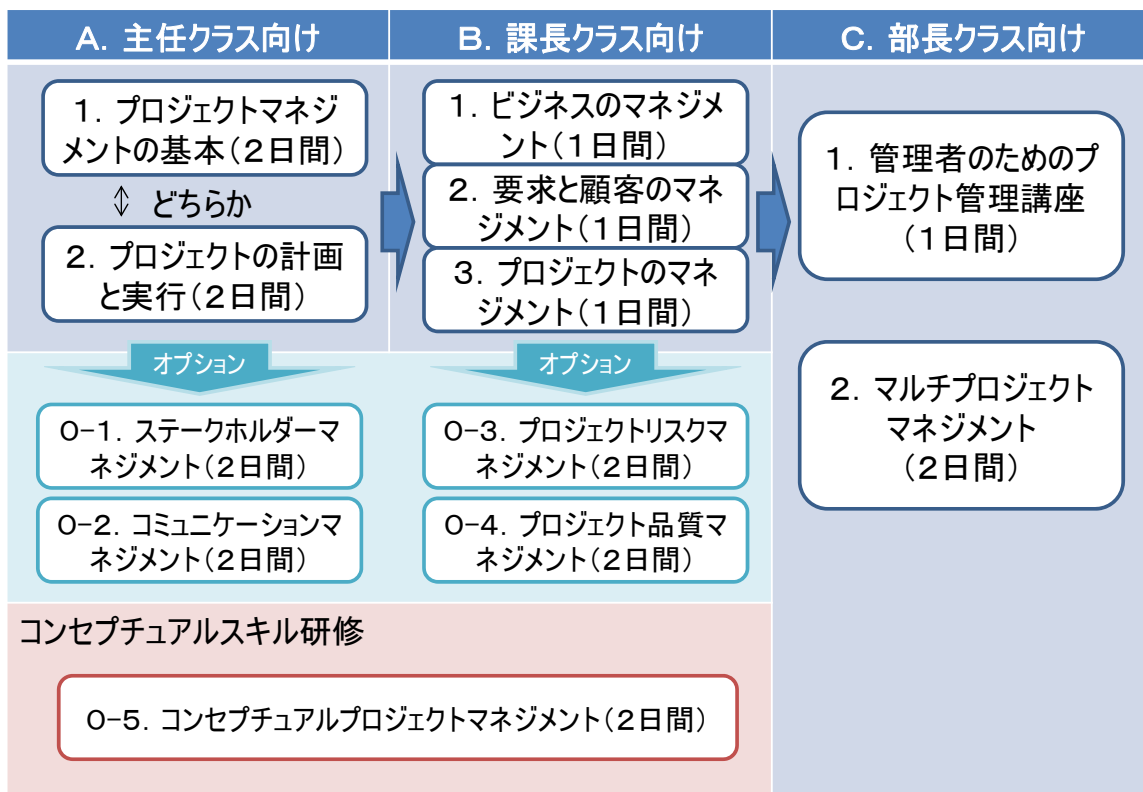 A．主任クラス向け
B．課長クラス向け
C．部長クラス向け
１．プロジェクトマネジ
メントの基本（２日間）
⇕ どちらか
２．プロジェクトの計画
と実行（２日間）
１．ビジネスのマネジメ
ント（１日間）
２．要求と顧客のマネ
ジメント（１日間）
３．プロジェクトのマネ
ジメント（１日間）
１．管理者のためのプ
ロジェクト管理講座
（１日間）
２．マルチプロジェクト
マネジメント
（２日間）
オプション
オプション
O−１．ステークホルダーマ
ネジメント（２日間）
O−２．コミュニケーションマ
ネジメント（２日間）
O−３．プロジェクトリスクマ
ネジメント（２日間）
O−４．プロジェクト品質マ
ネジメント（２日間）
コンセプチュアルスキル研修
O−５．コンセプチュアルプロジェクトマネジメント（２日間）